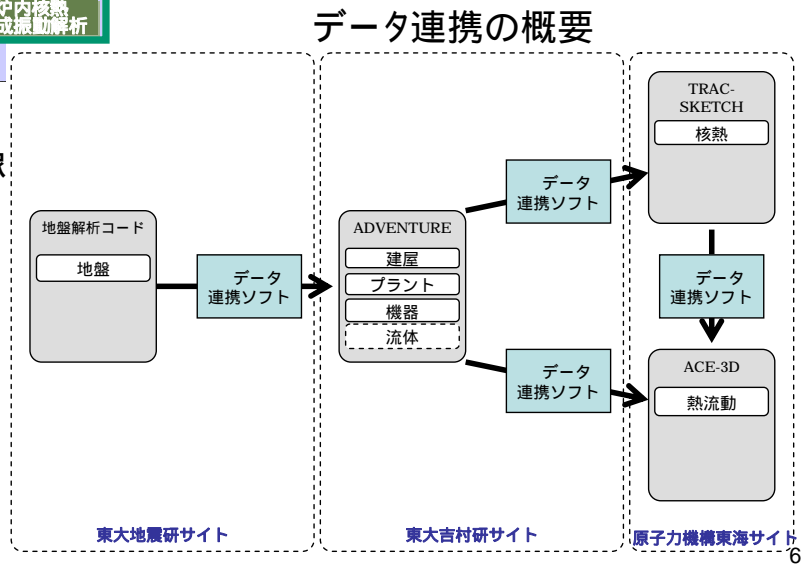 炉内核熱
成振動解析
データ連携の概要
地盤解析コード
地盤
データ
連携ソフト
ADVENTURE
建屋
プラント
機器
流体
データ
連携ソフト
データ
連携ソフト
TRAC-
SKETCH
核熱
データ
連携ソフト
ACE-3D
熱流動
東大地震研サイト
東大吉村研サイト
原子力機構東海サイト
6